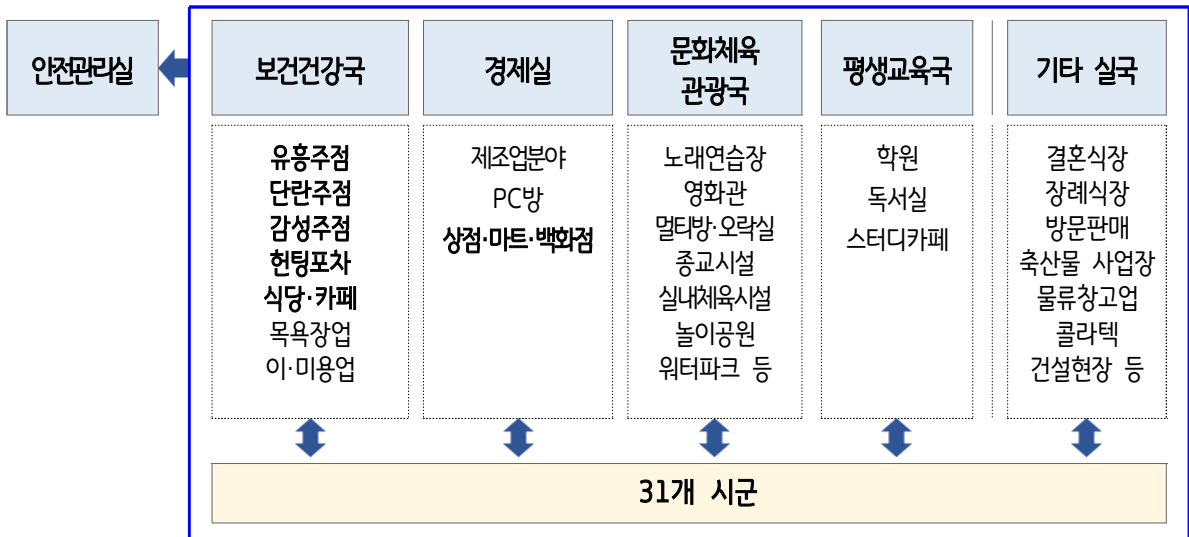 안전관리실
보건건강국
유흥주점
단란주점
감성주점
헌팅포차
식당·카페
목욕장업
이·미용업
경제실
제조업분야
PC방
상점·마트·백화점
문화체육
관광국
노래연습장
영화관
멀티방·오락실
종교시설
실내체육시설
놀이공원
워터파크 등
평생교육국
학원
독서실
스터디카페
기타 실국
결혼식장
장례식장
방문판매
축산물 사업장
물류창고업
콜라텍
건설현장 등
31개 시군